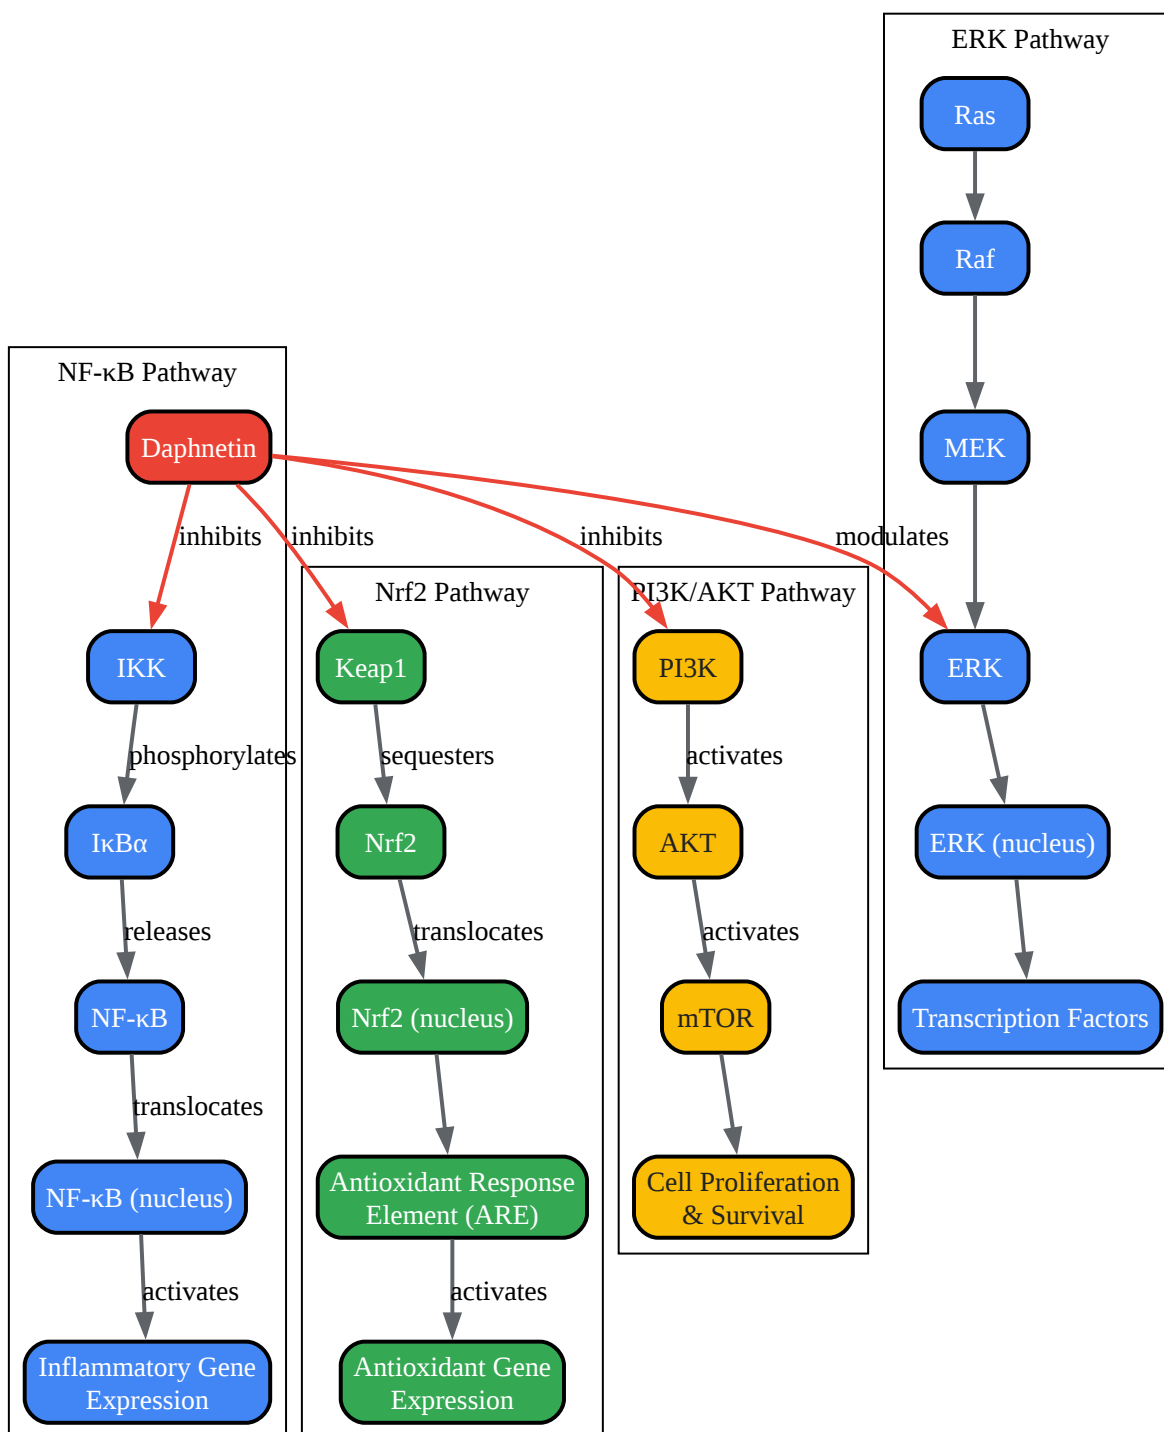 ERK Pathway
Ras
Raf
NF-κB Pathway
Daphnetin
MEK
inhibits
inhibits
inhibits
modulates
Nrf2 Pathway
PI3K/AKT Pathway
IKK
Keap1
PI3K
ERK
phosphorylates
sequesters
activates
IκBα
Nrf2
AKT
ERK (nucleus)
releases
translocates
activates
NF-κB
Nrf2 (nucleus)
mTOR
Transcription Factors
translocates
NF-κB (nucleus)
Antioxidant Response
Element (ARE)
Cell Proliferation
& Survival
activates
activates
Inflammatory Gene
Expression
Antioxidant Gene
Expression